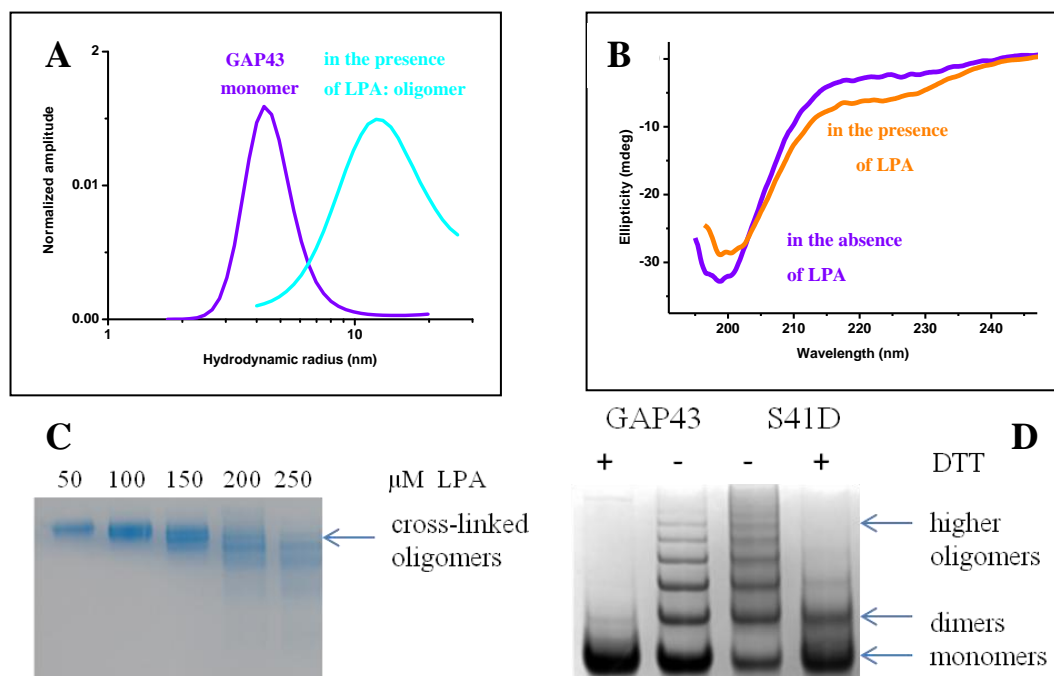 A
2
0.01
0.00
Normalized amplitude
GAP43
monomer
in the presence
of LPA: oligomer
1
10
Hydrodynamic radius (nm)
B
-10
-20
-30
Ellipticity (mdeg)
in the presence
of LPA
in the absence
of LPA
200
210
220
230
240
Wavelength (nm)
C
50 100 150 200 250 μM LPA
cross-linked
oligomers
GAP43 S41D
D
+ - - + DTT
higher
oligomers
dimers
monomers